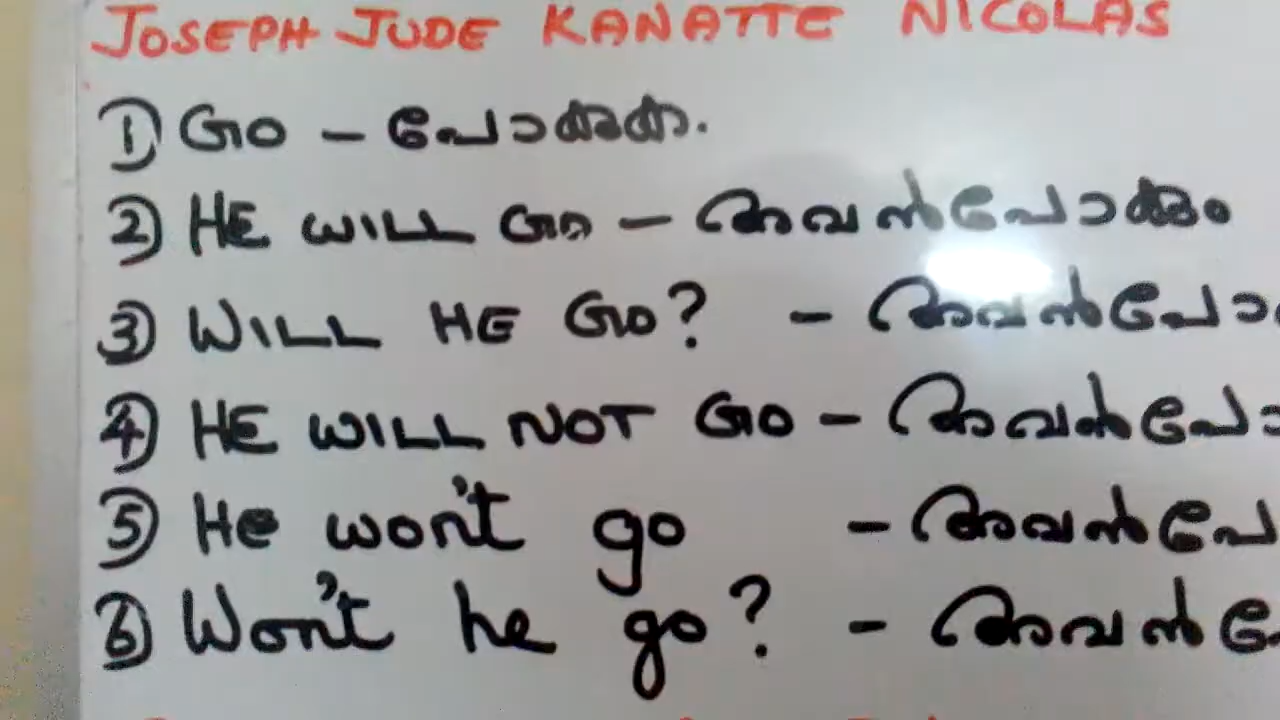 JOSEPH JUDE KANATTE NICOLAS
① GO – പോകുക.
② HE WILL GO – അവൻ പോകും
③ WILL HE GO? – അവൻ പോ
④ HE WILL NOT GO – അവൻ പോ
⑤ He won't go – അവൻ പോ
⑥ Won't he go? – അവൻ